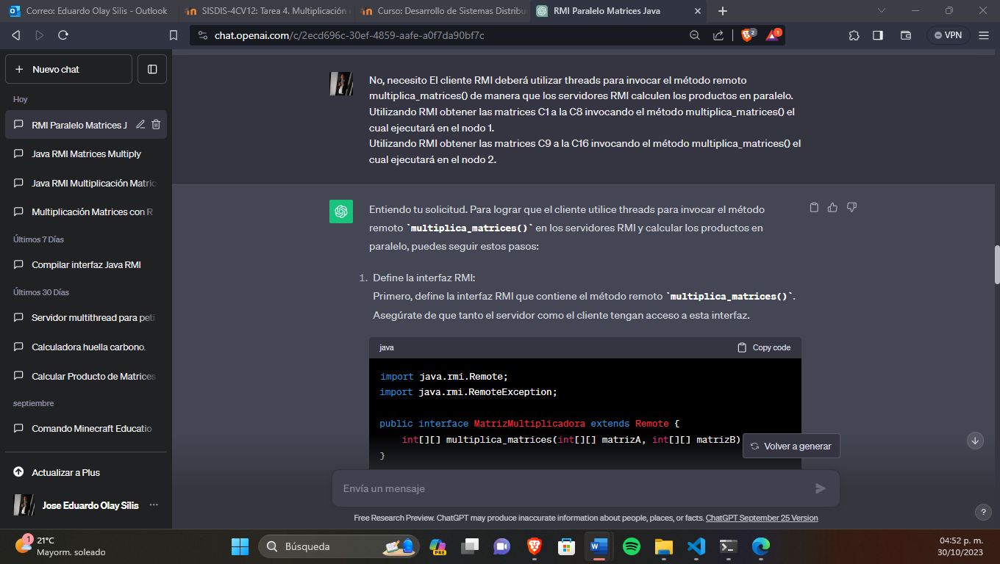 Correo: Eduardo Olay Silis - Outlook
SISDIS-4CV12: Tarea 4. Multiplicación
Curso: Desarrollo de Sistemas Distribu
RMI Paralelo Matrices Java
chat.openai.com/c/2ecd696c-30ef-4859-aafe-a0f7da90bf7c
2
1
VPN
Nuevo chat
Hoy
RMI Paralelo Matrices J
Java RMI Matrices Multiply
Java RMI Multiplicación Matric
Multiplicación Matrices con R
Últimos 7 Días
Compilar interfaz Java RMI
Últimos 30 Días
Servidor multithread para peti
Calculadora huella carbono.
Calcular Producto de Matrices
septiembre
Comando Minecraft Educatio
Actualizar a Plus
Jose Eduardo Olay Silis
No, necesito El cliente RMI deberá utilizar threads para invocar el método remoto
multiplica_matrices() de manera que los servidores RMI calculen los productos en paralelo.
Utilizando RMI obtener las matrices C1 a la C8 invocando el método multiplica_matrices() el
cual ejecutará en el nodo 1.
Utilizando RMI obtener las matrices C9 a la C16 invocando el método multiplica_matrices() el
cual ejecutará en el nodo 2.
Entiendo tu solicitud. Para lograr que el cliente utilice threads para invocar el método
remoto `multiplica_matrices()` en los servidores RMI y calcular los productos en
paralelo, puedes seguir estos pasos:
1. Define la interfaz RMI:
Primero, define la interfaz RMI que contiene el método remoto `multiplica_matrices()`.
Asegúrate de que tanto el servidor como el cliente tengan acceso a esta interfaz.
java
Copy code
import java.rmi.Remote;
import java.rmi.RemoteException;
public interface MatrizMultiplicadora extends Remote {
int[][] multiplica_matrices(int[][] matrizA, int[][] matrizB)
}
Volver a generar
Envía un mensaje
Free Research Preview. ChatGPT may produce inaccurate information about people, places, or facts. ChatGPT September 25 Version
?
1
21°C
Mayorm. soleado
Búsqueda
PRE
04:52 p. m.
30/10/2023